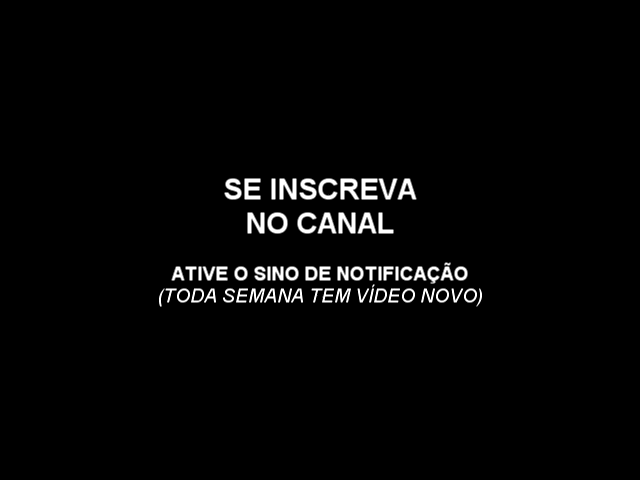 SE INSCREVA
NO CANAL
ATIVE O SINO DE NOTIFICAÇÃO
(TODA SEMANA TEM VÍDEO NOVO)